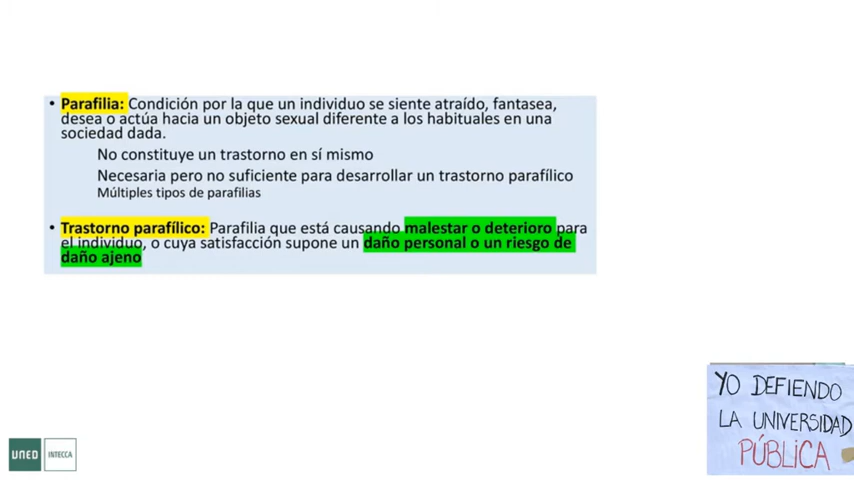 • Parafilia: Condición por la que un individuo se siente atraído, fantasea,
desea o actúa hacia un objeto sexual diferente a los habituales en una
sociedad dada.
No constituye un trastorno en sí mismo
Necesaria pero no suficiente para desarrollar un trastorno parafílico
Múltiples tipos de parafilias
• Trastorno parafílico: Parafilia que está causando malestar o deterioro para
el individuo, o cuya satisfacción supone un daño personal o un riesgo de
daño ajeno
YO DEFIENDO
LA UNIVERSIDAD
PÚBLICA
UNED INTECCA